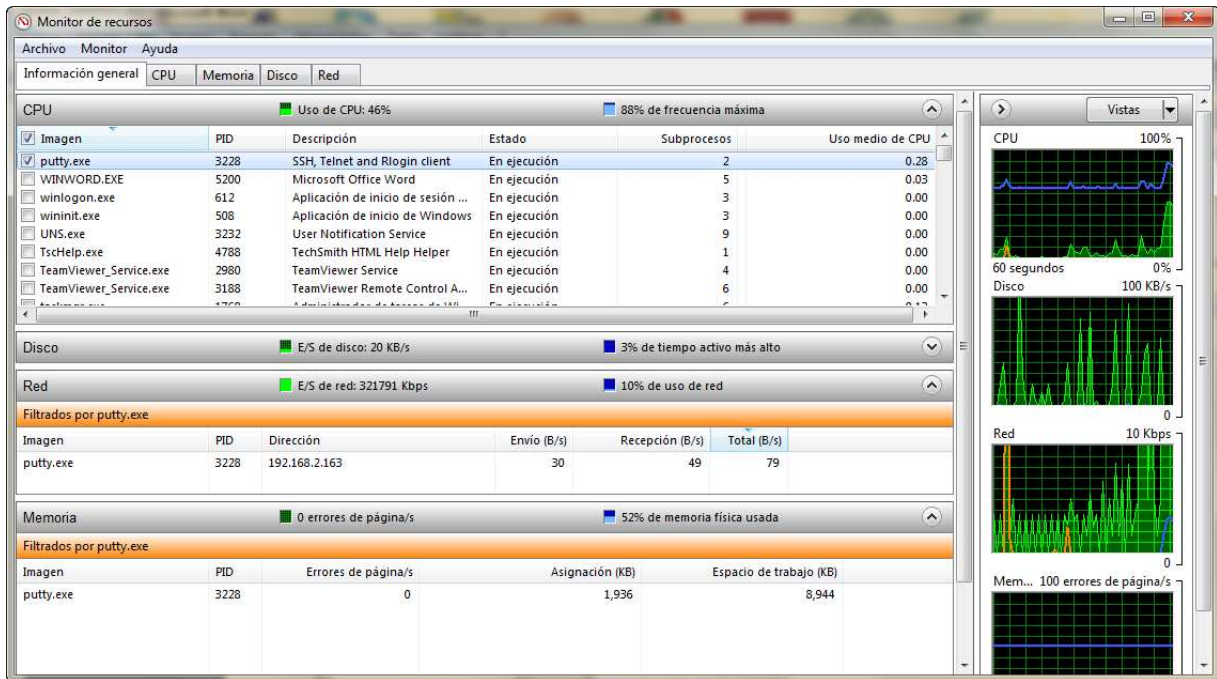 Monitor de recursos
Archivo Monitor Ayuda
Información general CPU Memoria Disco Red
CPU Uso de CPU: 46% 88% de frecuencia máxima
Imagen PID Descripción Estado Subprocesos Uso medio de CPU
putty.exe 3228 SSH, Telnet and Rlogin client En ejecución 2 0.28
WINWORD.EXE 5200 Microsoft Office Word En ejecución 5 0.03
winlogon.exe 612 Aplicación de inicio de sesión ... En ejecución 3 0.00
wininit.exe 508 Aplicación de inicio de Windows En ejecución 3 0.00
UNS.exe 3232 User Notification Service En ejecución 9 0.00
TscHelp.exe 4788 TechSmith HTML Help Helper En ejecución 1 0.00
TeamViewer_Service.exe 2980 TeamViewer Service En ejecución 4 0.00
TeamViewer_Service.exe 3188 TeamViewer Remote Control A... En ejecución 6 0.00
Disco E/S de disco: 20 KB/s 3% de tiempo activo más alto
Red E/S de red: 321791 Kbps 10% de uso de red
Filtrados por putty.exe
Imagen PID Dirección Envío (B/s) Recepción (B/s) Total (B/s)
putty.exe 3228 192.168.2.163 30 49 79
Memoria 0 errores de página/s 52% de memoria física usada
Filtrados por putty.exe
Imagen PID Errores de página/s Asignación (KB) Espacio de trabajo (KB)
putty.exe 3228 0 1,936 8,944
Vistas
CPU 100%
60 segundos 0%
Disco 100 KB/s
0
Red 10 Kbps
0
Mem... 100 errores de página/s